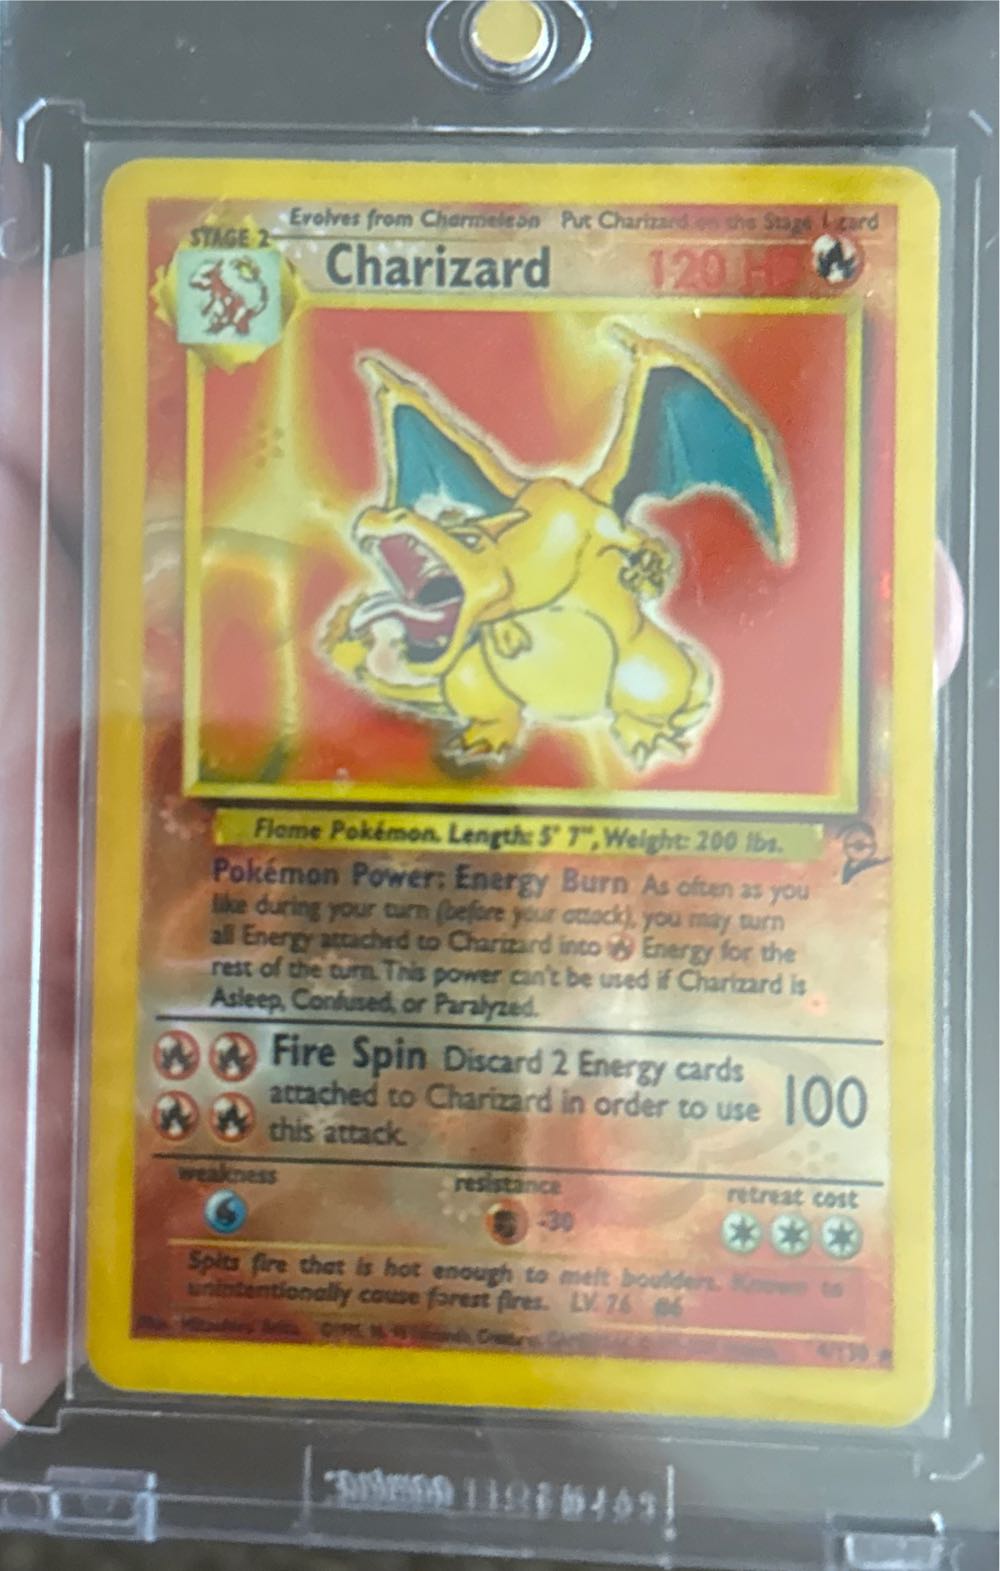 Evolves from Charmeleon Put Charizard on the Stage 1 card
STAGE 2
Charizard 120 HP
Flame Pokémon. Length: 5' 7", Weight: 200 lbs.
Pokémon Power: Energy Burn As often as you
like during your turn (before your attack), you may turn
all Energy attached to Charizard into Energy for the
rest of the turn. This power can't be used if Charizard is
Asleep, Confused, or Paralyzed.
Fire Spin Discard 2 Energy cards
attached to Charizard in order to use 100
this attack.
weakness
resistance
retreat cost
-30
Spits fire that is hot enough to melt boulders. Known to
unintentionally cause forest fires. LV. 76 #6
4/130